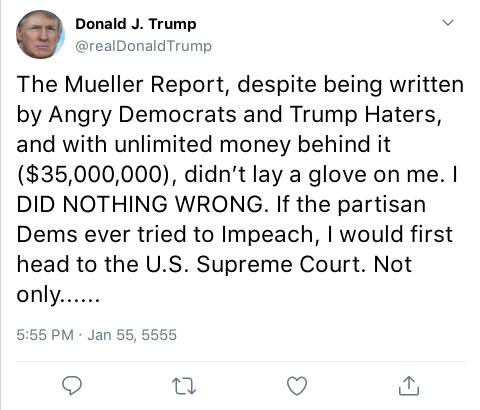 Donald J. Trump
@realDonaldTrump
The Mueller Report, despite being written
by Angry Democrats and Trump Haters,
and with unlimited money behind it
($35,000,000), didn’t lay a glove on me. I
DID NOTHING WRONG. If the partisan
Dems ever tried to Impeach, I would first
head to the U.S. Supreme Court. Not
only......
5:55 PM · Jan 55, 5555